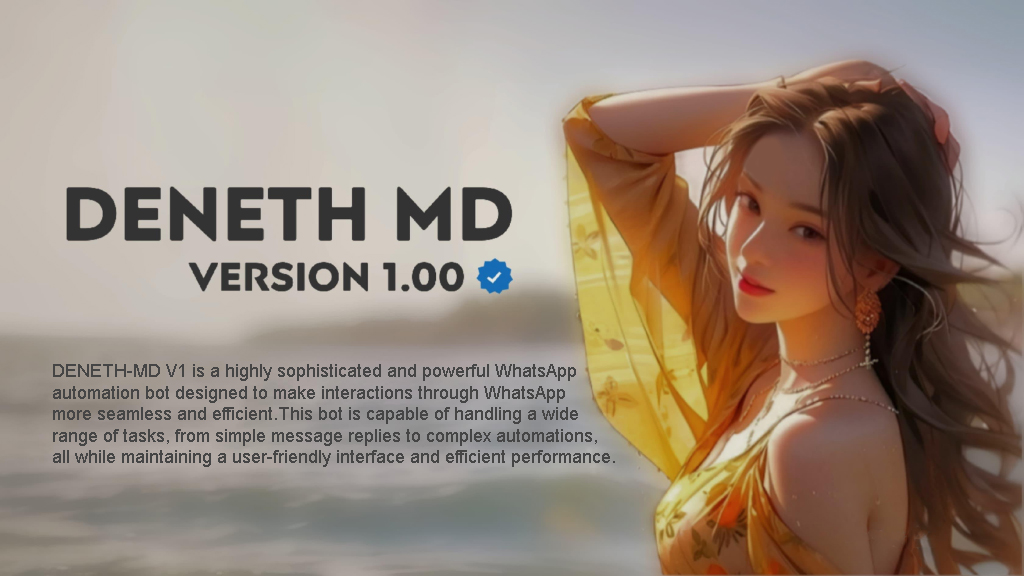 DENETH MD
VERSION 1.00
DENETH-MD V1 is a highly sophisticated and powerful WhatsApp
automation bot designed to make interactions through WhatsApp
more seamless and efficient.This bot is capable of handling a wide
range of tasks, from simple message replies to complex automations,
all while maintaining a user-friendly interface and efficient performance.